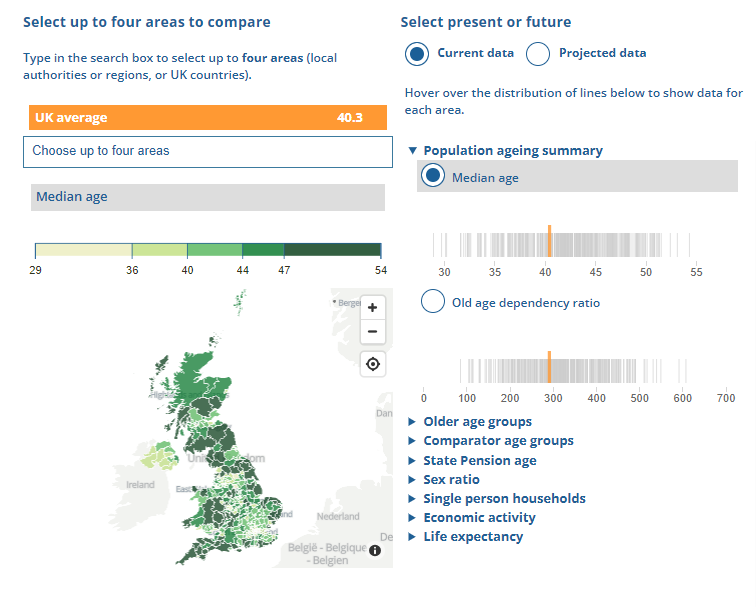 Select up to four areas to compare
Type in the search box to select up to four areas (local
authorities or regions, or UK countries).
UK average 40.3
Choose up to four areas
Median age
29 36 40 44 47 54
+
−
Ireland
Nederland
België - Belgique
- Belgien
Select present or future
Current data Projected data
Hover over the distribution of lines below to show data for
each area.
▼ Population ageing summary
Median age
30 35 40 45 50 55
Old age dependency ratio
0 100 200 300 400 500 600 700
▶ Older age groups
▶ Comparator age groups
▶ State Pension age
▶ Sex ratio
▶ Single person households
▶ Economic activity
▶ Life expectancy